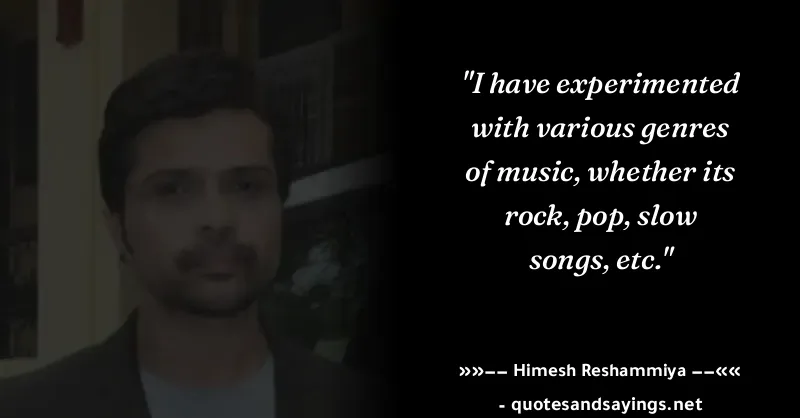 "I have experimented
with various genres
of music, whether its
rock, pop, slow
songs, etc."
»»–– Himesh Reshammiya ––««
- quotesandsayings.net